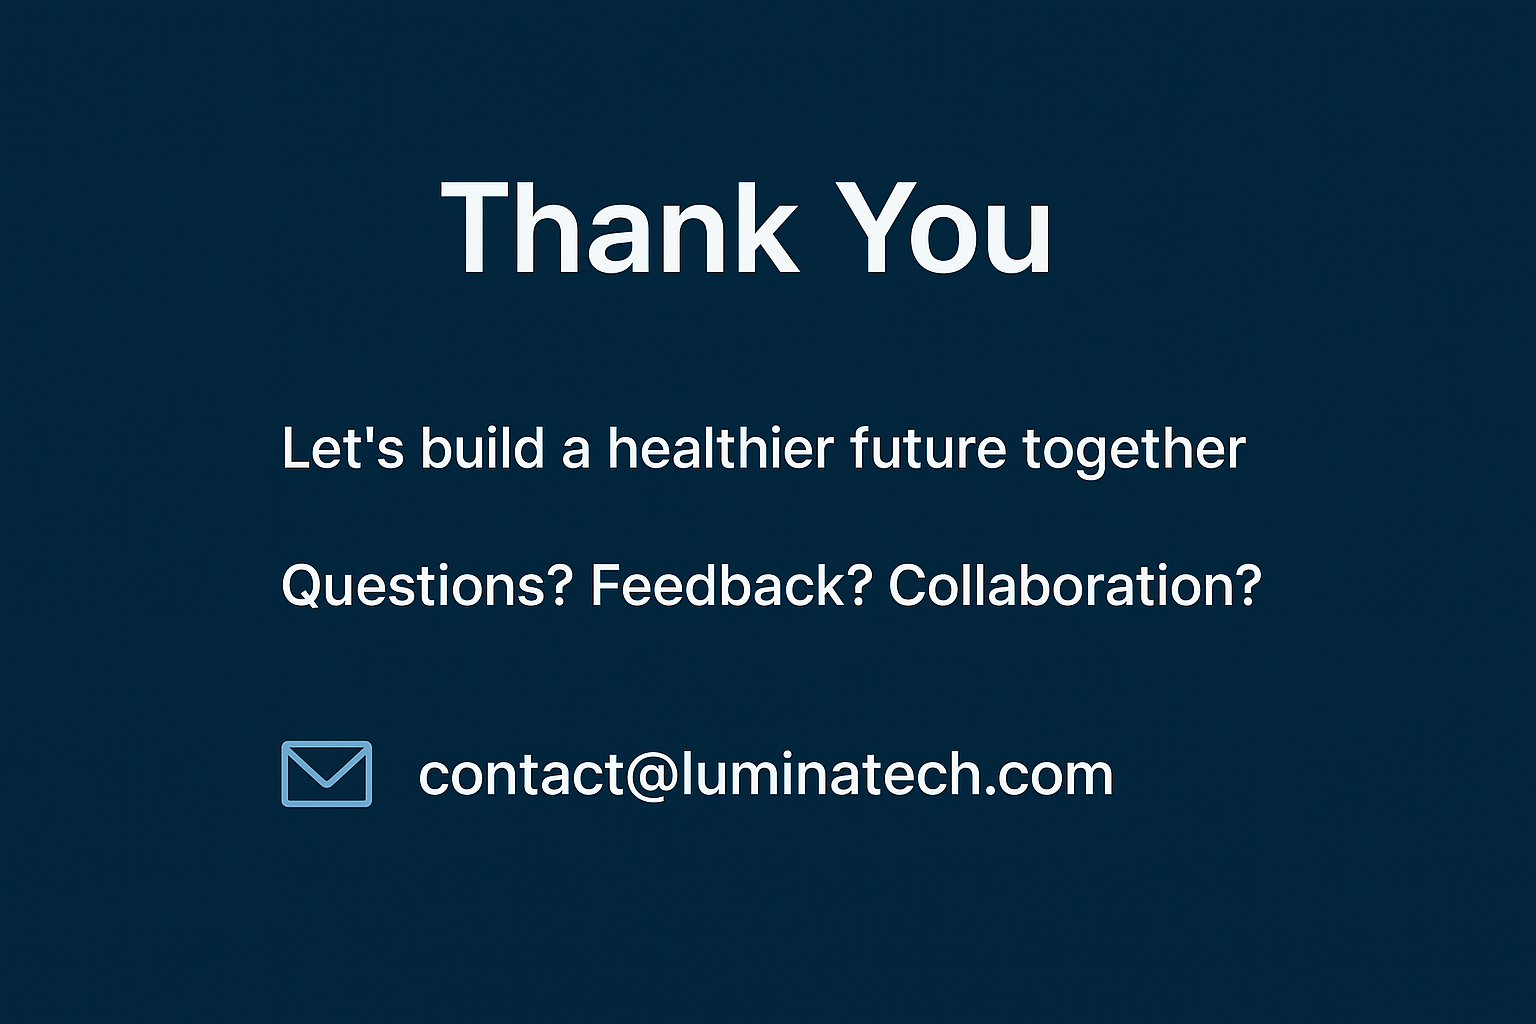 Thank You
Let's build a healthier future together
Questions? Feedback? Collaboration?
contact@luminatech.com